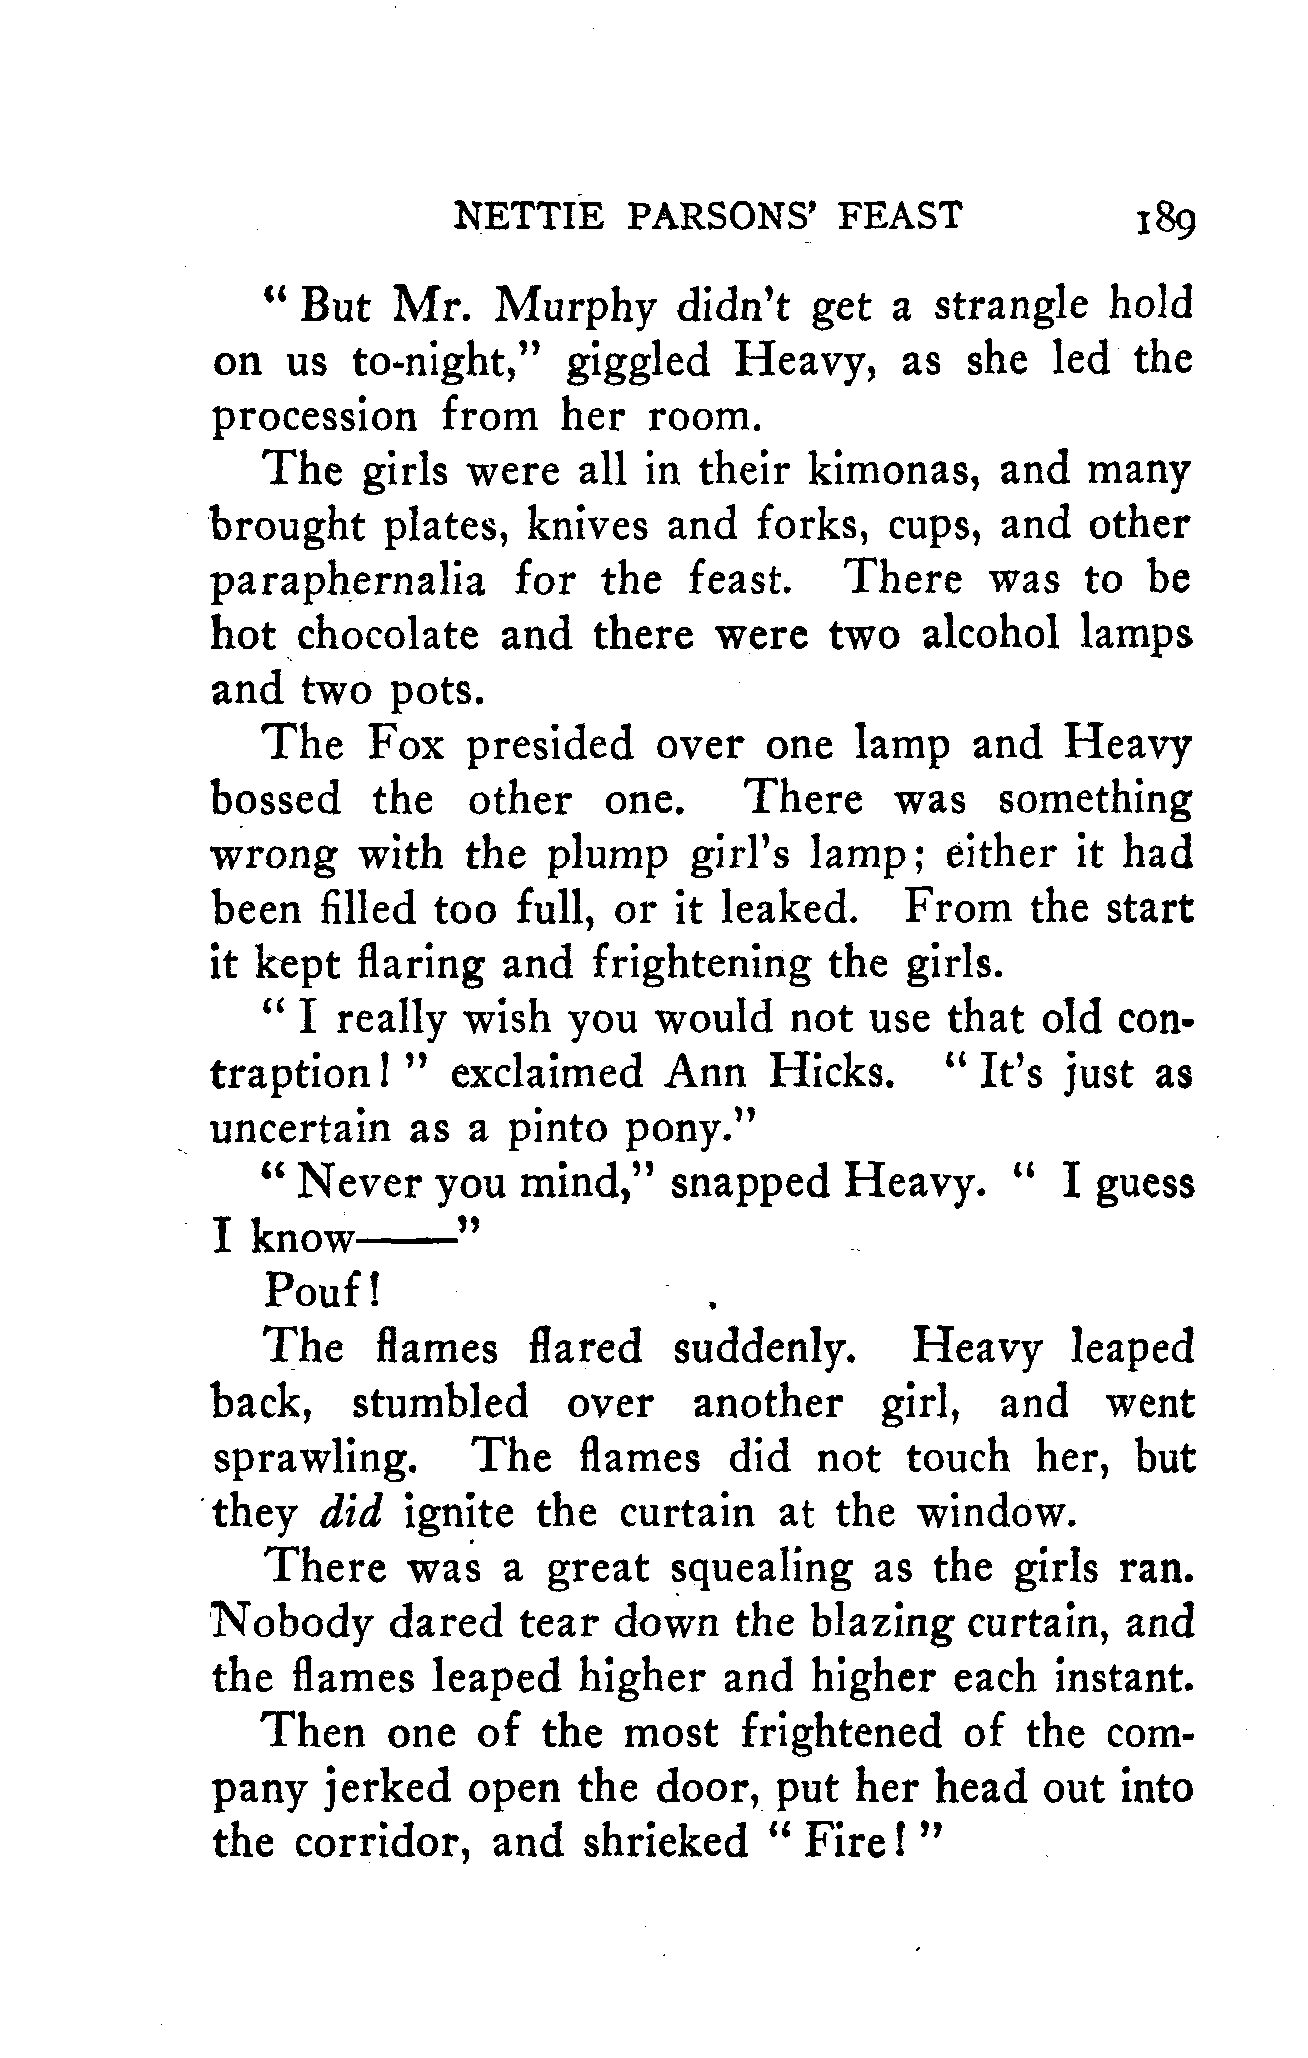 NETTIE PARSONS' FEAST 189
" But Mr. Murphy didn't get a strangle hold
on us to-night," giggled Heavy, as she led the
procession from her room.
The girls were all in their kimonas, and many
brought plates, knives and forks, cups, and other
paraphernalia for the feast. There was to be
hot chocolate and there were two alcohol lamps
and two pots.
The Fox presided over one lamp and Heavy
bossed the other one. There was something
wrong with the plump girl's lamp; either it had
been filled too full, or it leaked. From the start
it kept flaring and frightening the girls.
" I really wish you would not use that old con-
traption! " exclaimed Ann Hicks. " It's just as
uncertain as a pinto pony."
" Never you mind," snapped Heavy. " I guess
I know——"
Pouf!
The flames flared suddenly. Heavy leaped
back, stumbled over another girl, and went
sprawling. The flames did not touch her, but
they did ignite the curtain at the window.
There was a great squealing as the girls ran.
Nobody dared tear down the blazing curtain, and
the flames leaped higher and higher each instant.
Then one of the most frightened of the com-
pany jerked open the door, put her head out into
the corridor, and shrieked " Fire! "